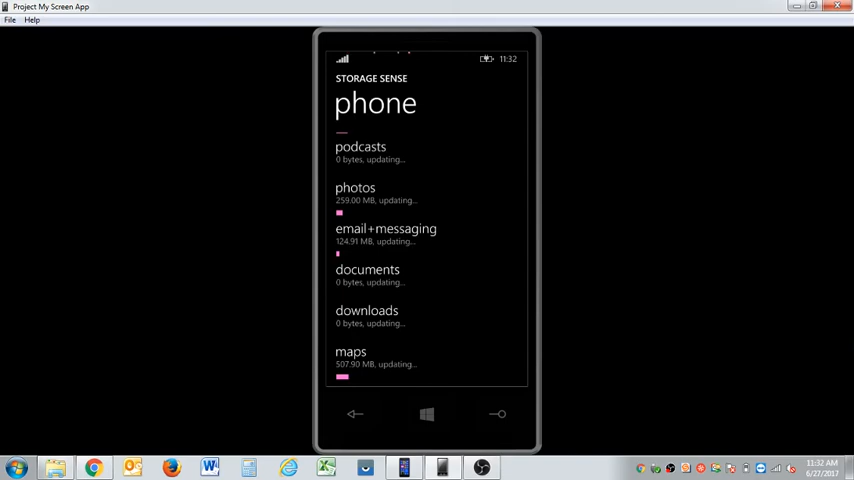 Project My Screen App
File Help
11:32
STORAGE SENSE
phone
podcasts
0 bytes, updating...
photos
259.00 MB, updating...
email+messaging
124.91 MB, updating...
documents
0 bytes, updating...
downloads
0 bytes, updating...
maps
507.90 MB, updating...
11:32 AM
6/27/2017